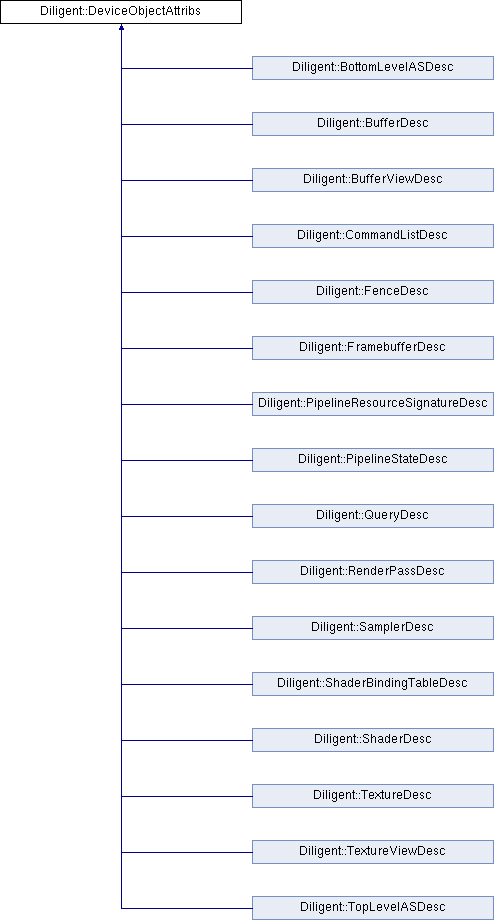 Diligent::DeviceObjectAttribs
Diligent::BottomLevelASDesc
Diligent::BufferDesc
Diligent::BufferViewDesc
Diligent::CommandListDesc
Diligent::FenceDesc
Diligent::FramebufferDesc
Diligent::PipelineResourceSignatureDesc
Diligent::PipelineStateDesc
Diligent::QueryDesc
Diligent::RenderPassDesc
Diligent::SamplerDesc
Diligent::ShaderBindingTableDesc
Diligent::ShaderDesc
Diligent::TextureDesc
Diligent::TextureViewDesc
Diligent::TopLevelASDesc